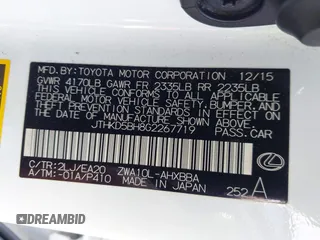 MFD. BY: TOYOTA MOTOR CORPORATION 12/15
GVWR 4170LB GAWR FR 2335LB RR 2235LB
THIS VEHICLE CONFORMS TO ALL APPLICABLE
FEDERAL MOTOR VEHICLE SAFETY, BUMPER, AND
THEFT PREVENTION STANDARDS IN EFFECT ON
THE DATE OF MANUFACTURE SHOWN ABOVE.
JTHKD5BH8G2267719 PASS. CAR
C/TR:2LJ/EA20 ZWA10L-AHXBBA
A/TM:-01A/P410 MADE IN JAPAN
252 A
OTOFACTS